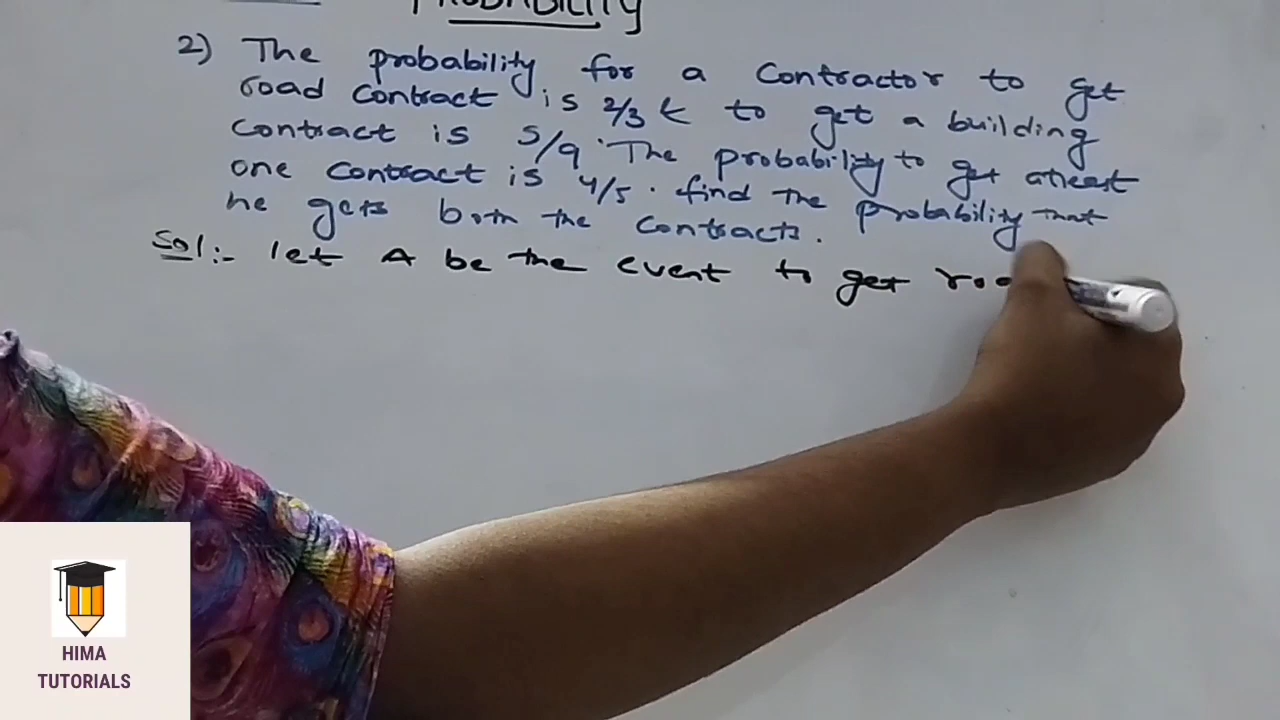 PROBABILITY
2) The probability for a contractor to get
road contract is 2/3 & to get a building
contract is 5/9. The probability to get atleast
one contract is 4/5. find the probability that
he gets both the contracts.
Sol:- let A be the event to get roa
HIMA
TUTORIALS